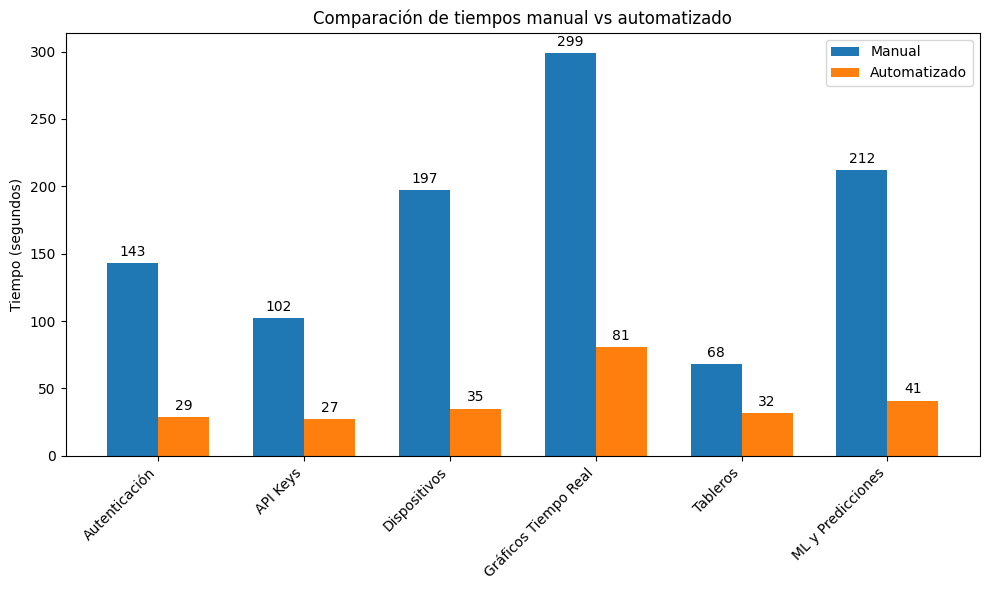 Comparación de tiempos manual vs automatizado
Manual
Automatizado
Tiempo (segundos)
300
250
200
150
100
50
0
143
29
102
27
197
35
299
81
68
32
212
41
Autenticación
API Keys
Dispositivos
Gráficos Tiempo Real
Tableros
ML y Predicciones